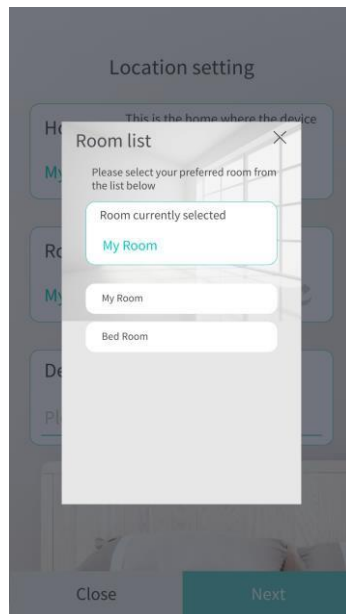 Location setting
This is the home where the device
Room list
Please select your preferred room from
the list below
Room currently selected
My Room
My Room
Bed Room
Close
Next